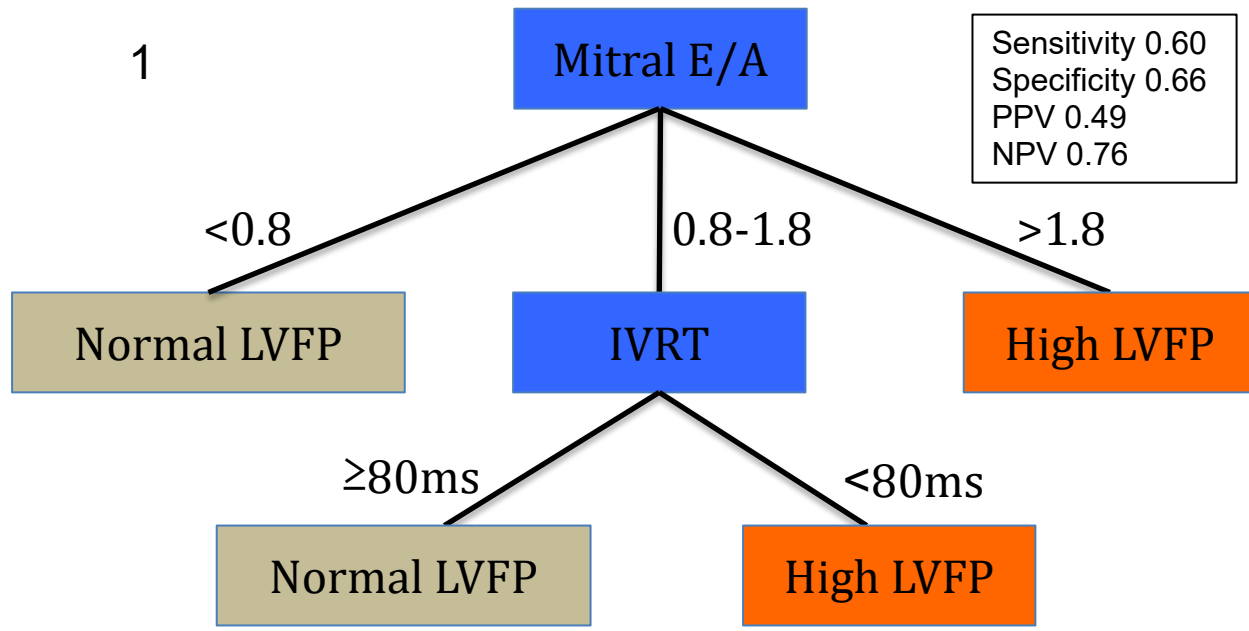 1
Mitral E/A
Sensitivity 0.60
Specificity 0.66
PPV 0.49
NPV 0.76
<0.8
0.8-1.8
>1.8
Normal LVFP
IVRT
High LVFP
≥80ms
<80ms
Normal LVFP
High LVFP